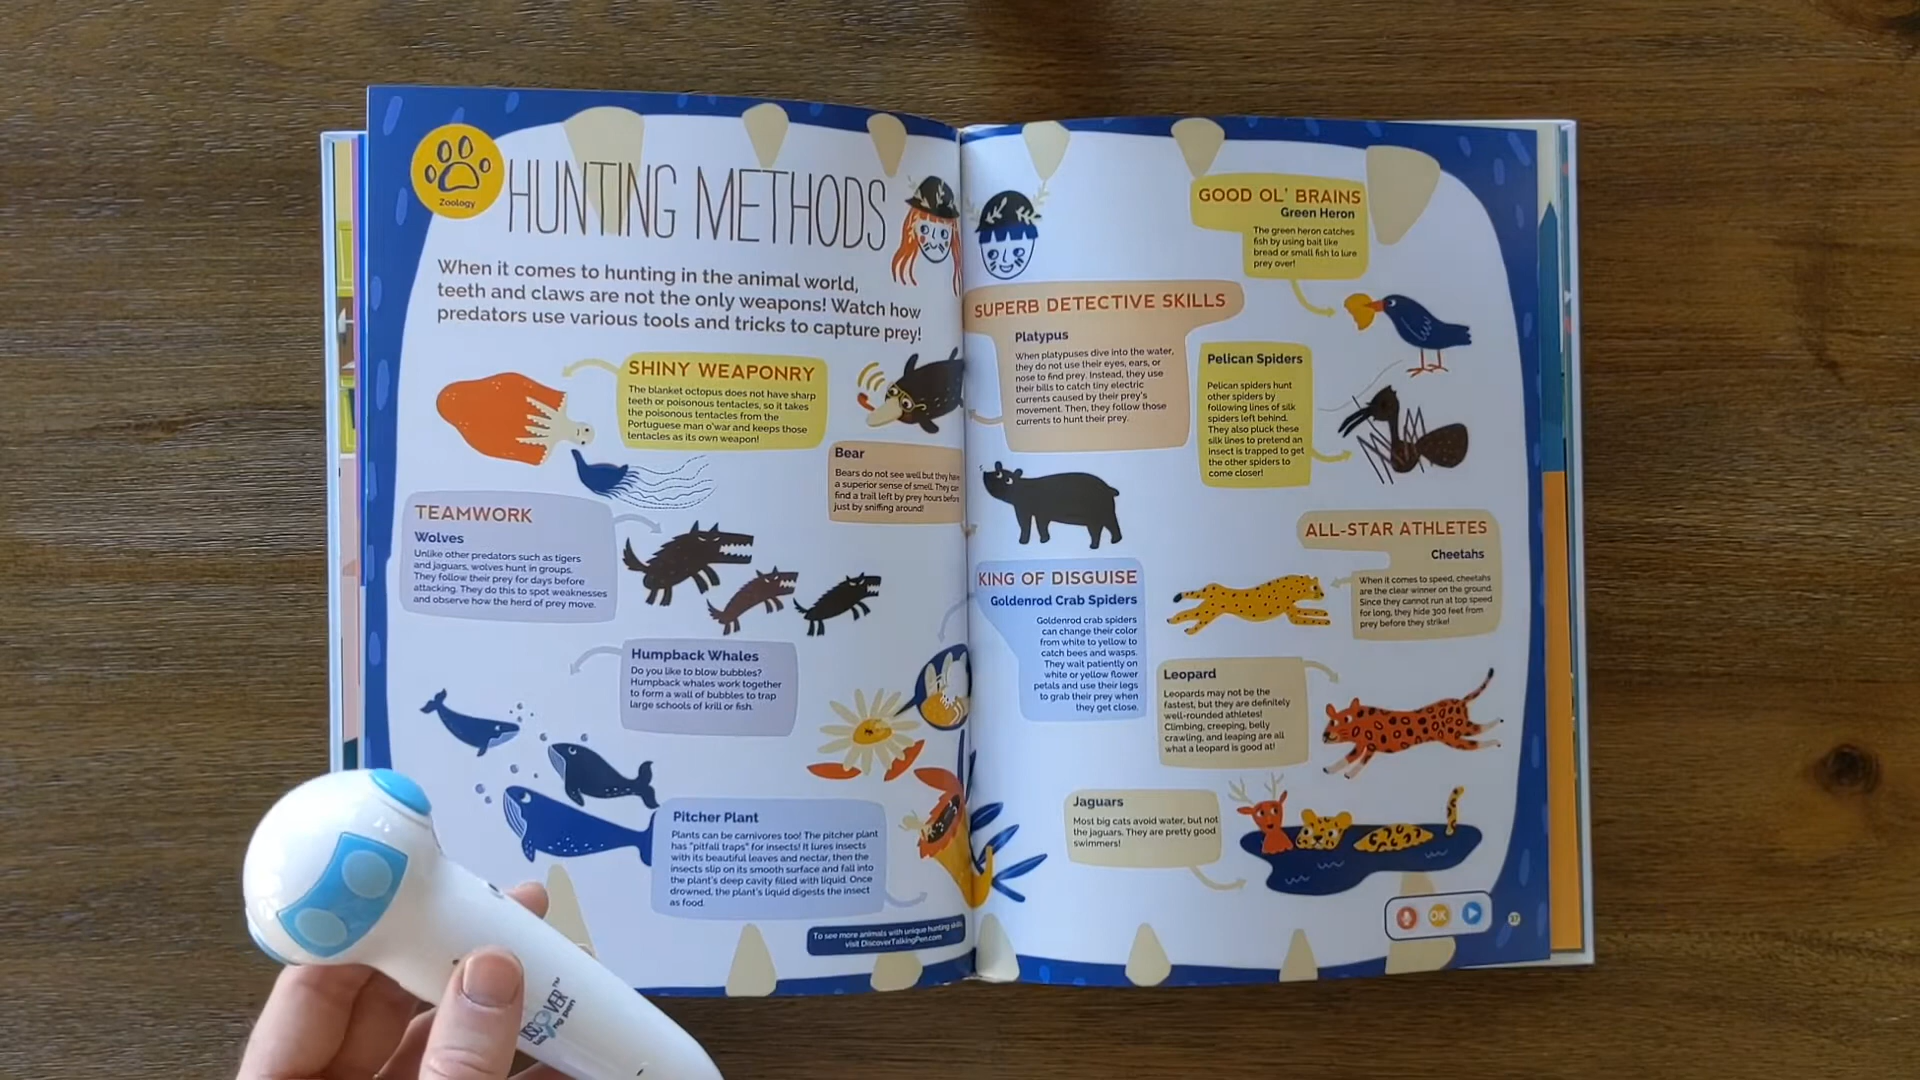 Zoology
HUNTING METHODS
When it comes to hunting in the animal world,
teeth and claws are not the only weapons! Watch how
predators use various tools and tricks to capture prey!
SHINY WEAPONRY
The blanket octopus does not have sharp
teeth or poisonous tentacles, so it takes
the poisonous tentacles from the
Portuguese man o'war and keeps those
tentacles as its own weapon!
Bear
Bears do not see well but they have
a superior sense of smell. They can
find a trail left by prey hours before
just by sniffing around!
TEAMWORK
Wolves
Unlike other predators such as tigers
and jaguars, wolves hunt in groups.
They follow their prey for days before
attacking. They do this to spot weaknesses
and observe how the herd of prey move.
Humpback Whales
Do you like to blow bubbles?
Humpback whales work together
to form a wall of bubbles to trap
large schools of krill or fish.
Pitcher Plant
Plants can be carnivores too! The pitcher plant
has "pitfall traps" for insects! It lures insects
with its beautiful leaves and nectar, then the
insects slip on its smooth surface and fall into
the plant's deep cavity filled with liquid. Once
drowned, the plant's liquid digests the insect
as food.
To see more animals with unique hunting skills,
visit DiscoverTalkingPen.com
GOOD OL' BRAINS
Green Heron
The green heron catches
fish by using bait like
bread or small fish to lure
prey over!
SUPERB DETECTIVE SKILLS
Platypus
When platypuses dive into the water,
they do not use their eyes, ears, or
nose to find prey. Instead, they use
their bills to catch tiny electric
currents caused by their prey's
movement. Then, they follow those
currents to hunt their prey.
Pelican Spiders
Pelican spiders hunt
other spiders by
following lines of silk
spiders left behind.
They also pluck these
silk lines to pretend an
insect is trapped to get
the other spiders to
come closer!
KING OF DISGUISE
Goldenrod Crab Spiders
Goldenrod crab spiders
can change their color
from white to yellow to
catch bees and wasps.
They wait patiently on
white or yellow flower
petals and use their legs
to grab their prey when
they get close.
ALL-STAR ATHLETES
Cheetahs
When it comes to speed, cheetahs
are the clear winner on the ground.
Since they cannot run at top speed
for long, they hide 300 feet from
prey before they strike!
Leopard
Leopards may not be the
fastest, but they are definitely
well-rounded athletes!
Climbing, creeping, belly
crawling, and leaping are all
what a leopard is good at!
Jaguars
Most big cats avoid water, but not
the jaguars. They are pretty good
swimmers!
OK
37
DISCOVER™
talking pen